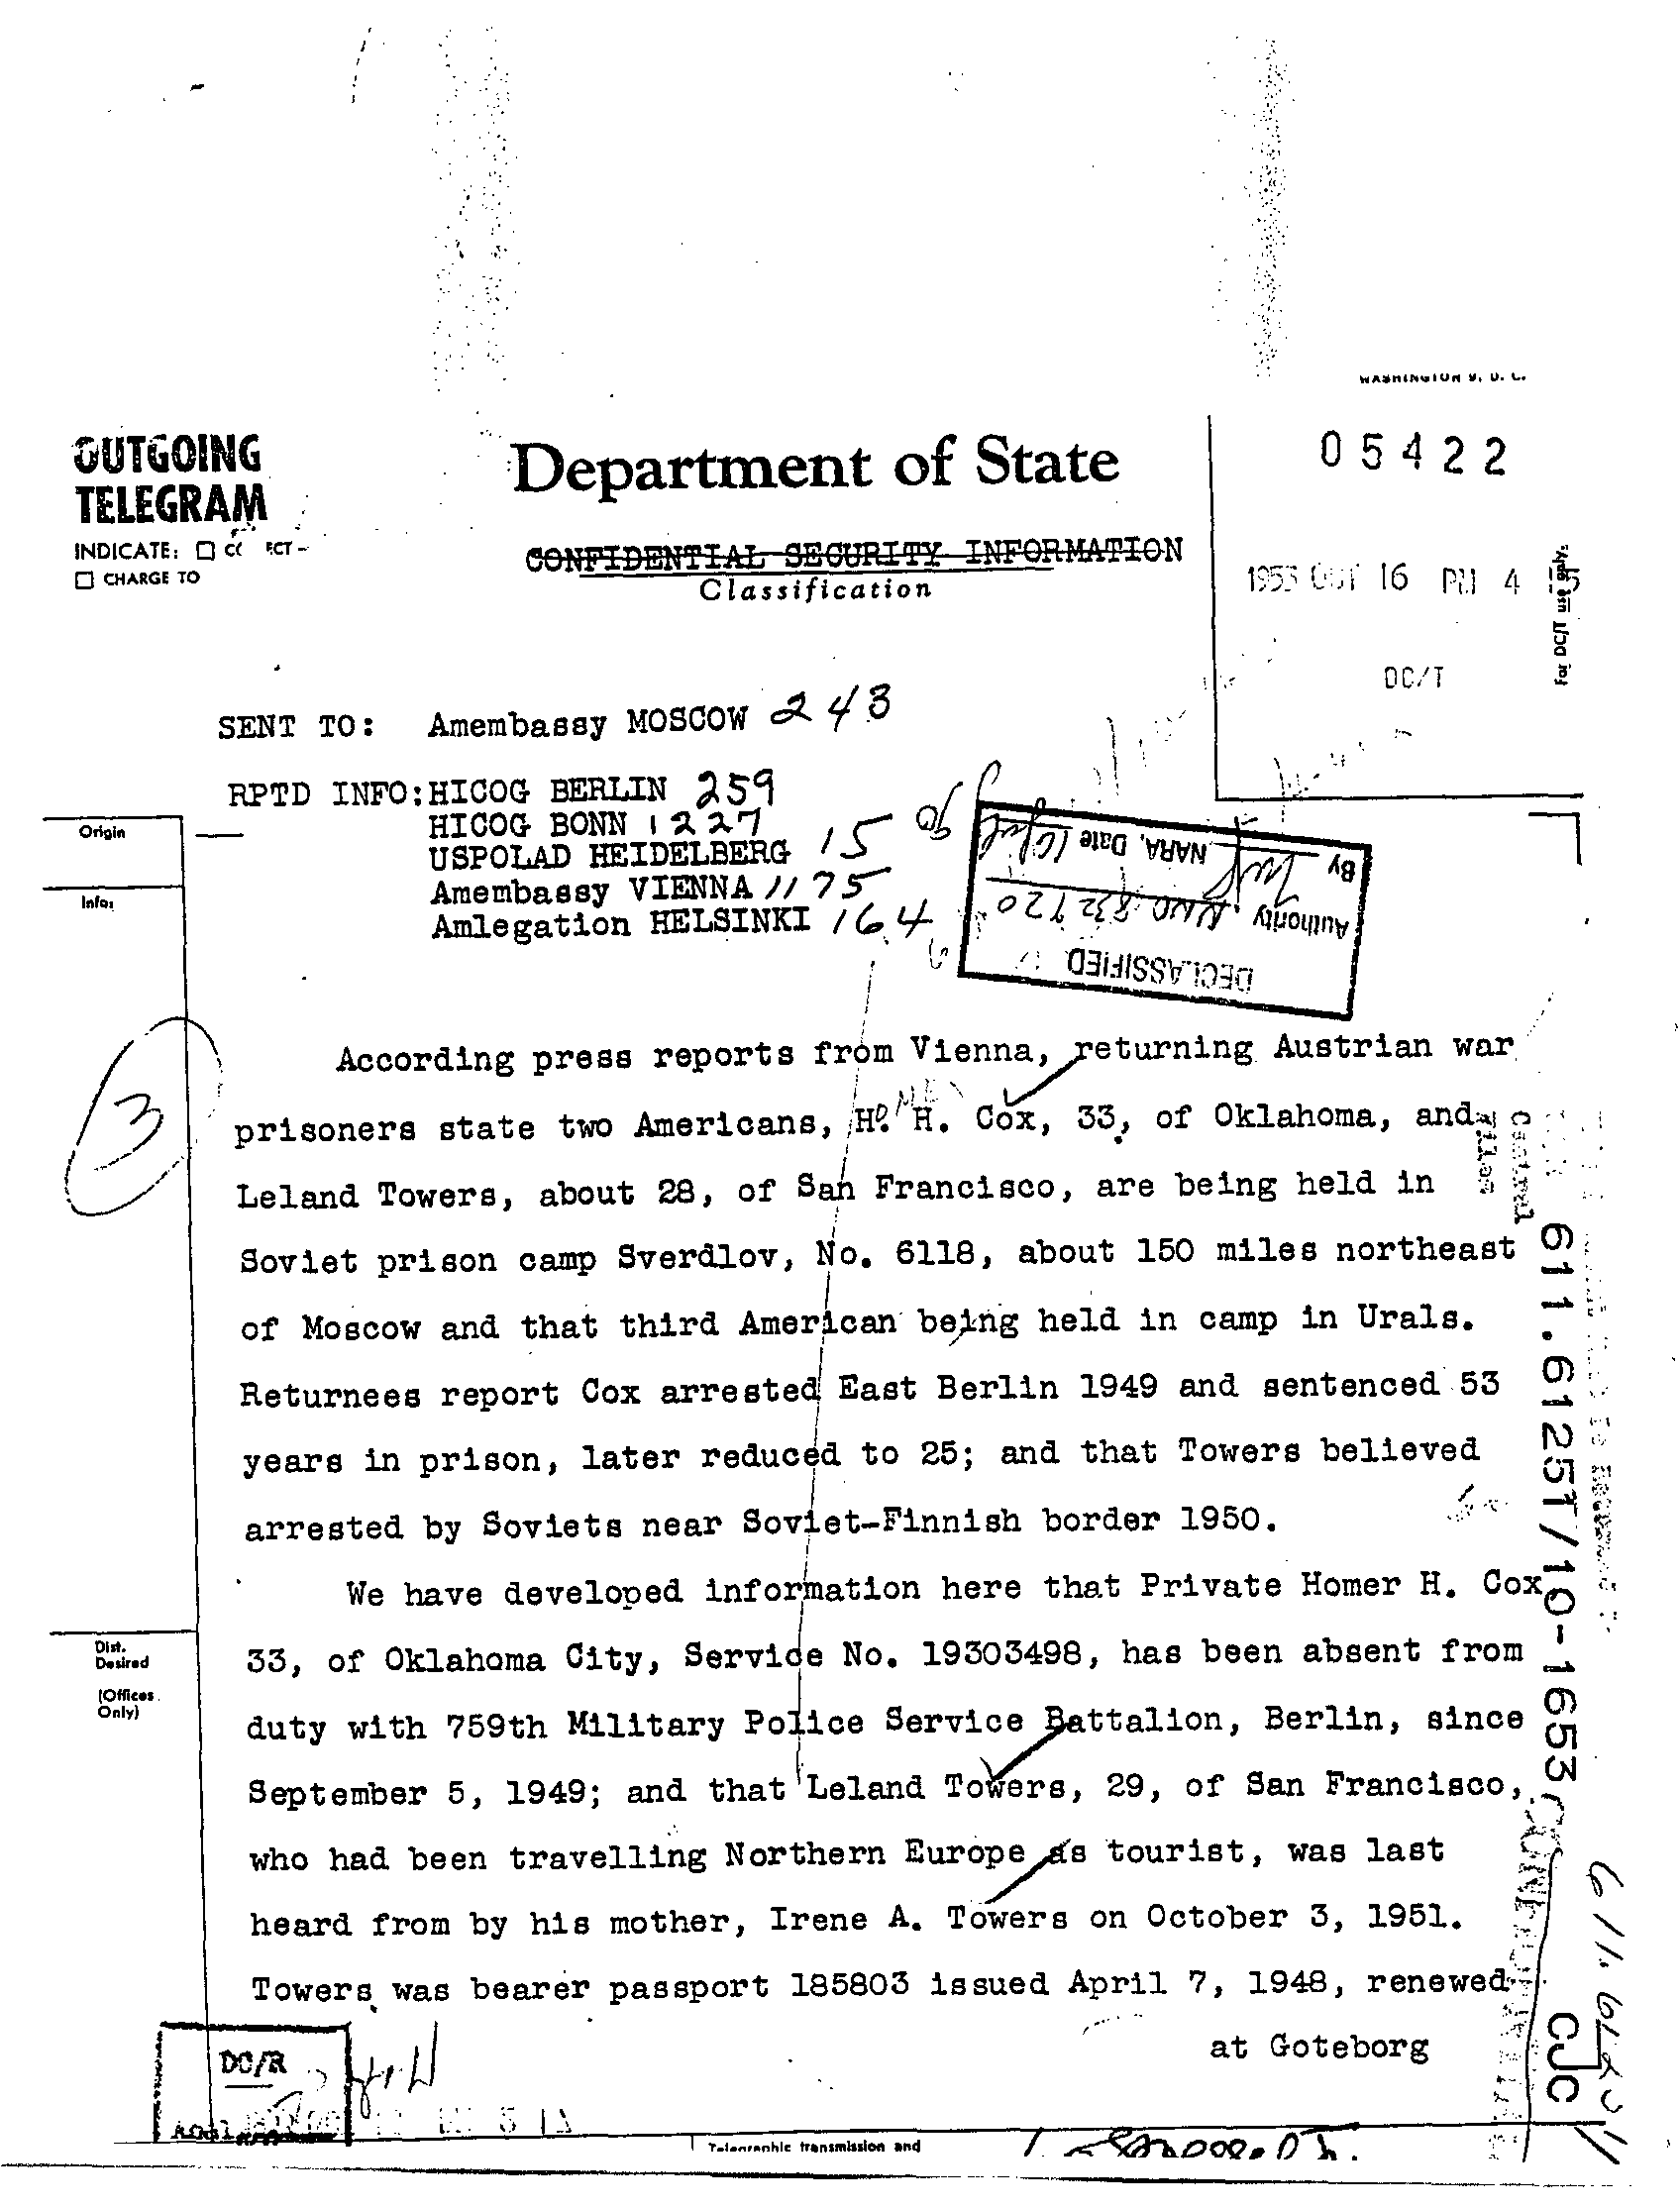 WASHINGTON 9, D. C.
OUTGOING
TELEGRAM
INDICATE: ☐
☐ CHARGE TO
Department of State
CONFIDENTIAL SECURITY INFORMATION
Classification
05422
1953 OCT 16 PM 4
For DC/T use only
DC/T
SENT TO: Amembassy MOSCOW 243
RPTD INFO: HICOG BERLIN 259
HICOG BONN 1227
USPOLAD HEIDELBERG 15
Amembassy VIENNA 1175
Amlegation HELSINKI 164
Origin
Info:
DECLASSIFIED
Authority NND 832920
By NARA, Date
3
According press reports from Vienna, returning Austrian war
prisoners state two Americans, H. H. Cox, 33, of Oklahoma, and
Leland Towers, about 28, of San Francisco, are being held in
Soviet prison camp Sverdlov, No. 6118, about 150 miles northeast
of Moscow and that third American being held in camp in Urals.
Returnees report Cox arrested East Berlin 1949 and sentenced 53
years in prison, later reduced to 25; and that Towers believed
arrested by Soviets near Soviet-Finnish border 1950.
We have developed information here that Private Homer H. Cox,
33, of Oklahoma City, Service No. 19303498, has been absent from
duty with 759th Military Police Service Battalion, Berlin, since
September 5, 1949; and that Leland Towers, 29, of San Francisco,
who had been travelling Northern Europe as tourist, was last
heard from by his mother, Irene A. Towers on October 3, 1951.
Towers was bearer passport 185803 issued April 7, 1948, renewed
at Goteborg
Central
Files
611.61251/10-1653
CJC
Dist.
Desired
(Offices
Only)
DC/R
Telegraphic transmission and